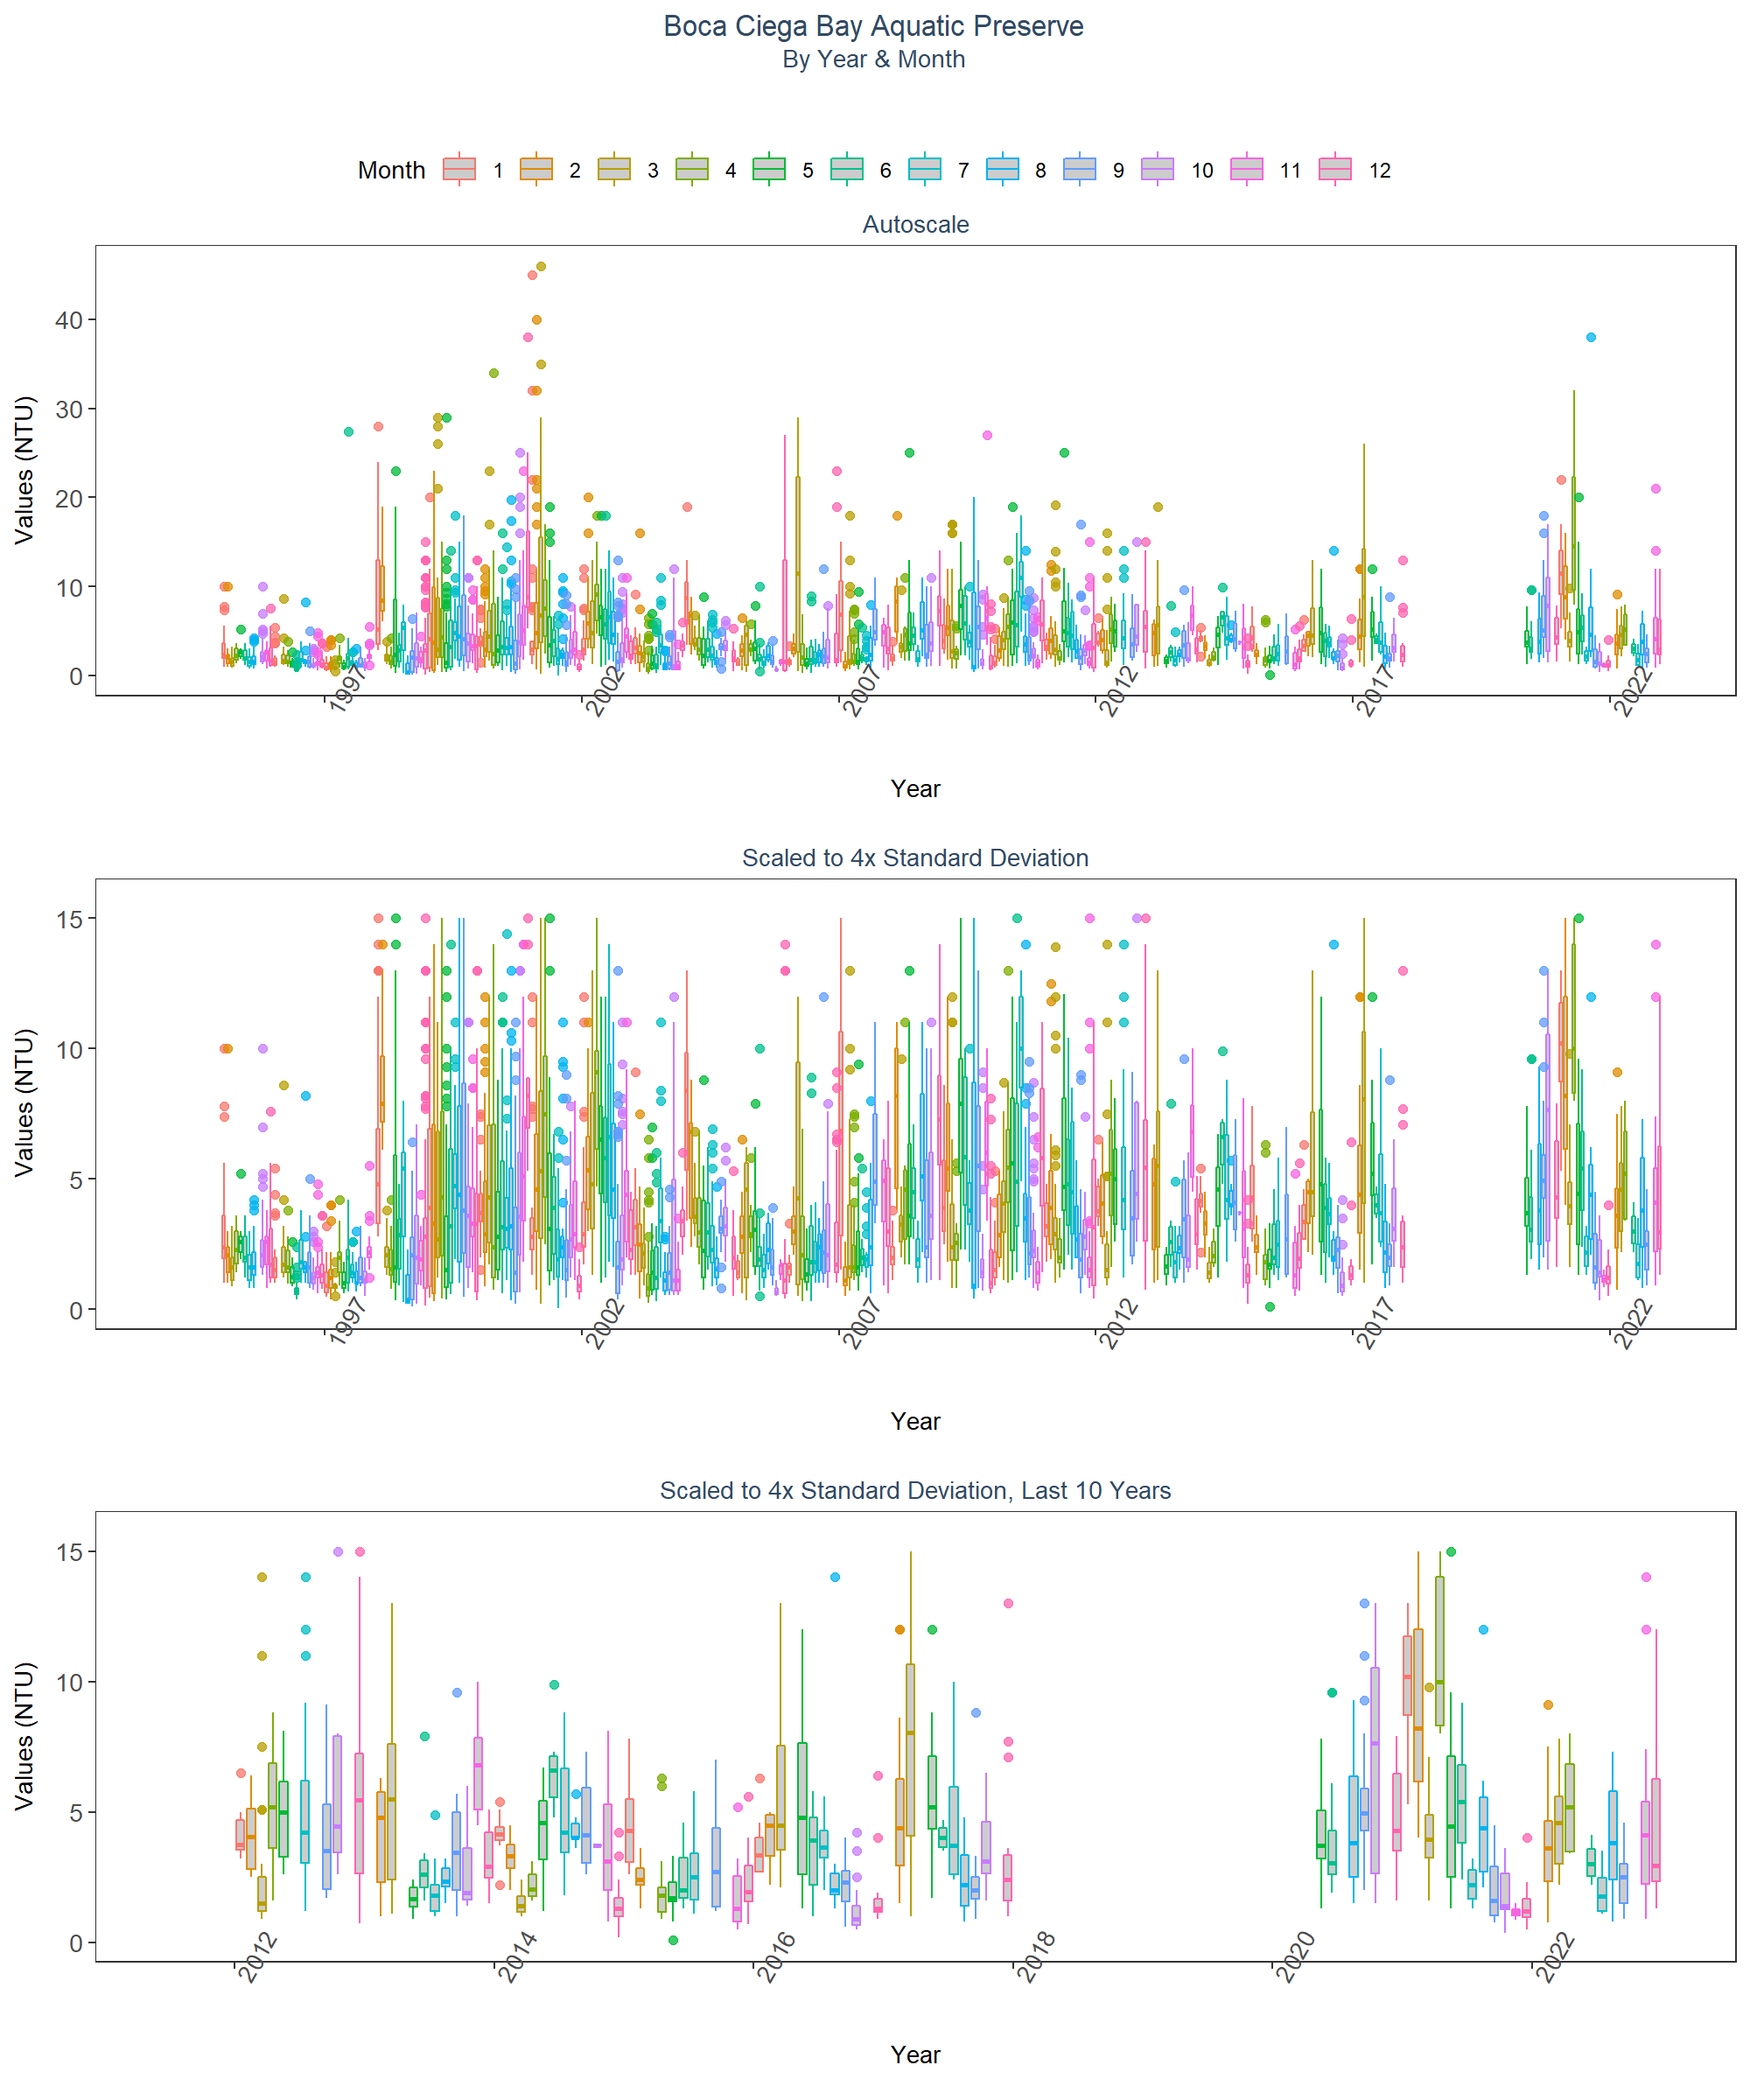 Boca Ciega Bay Aquatic Preserve
By Year & Month
Month 1 2 3 4 5 6 7 8 9 10 11 12
Autoscale
Values (NTU)
40
30
20
10
0
1997 2002 2007 2012 2017 2022
Year
Scaled to 4x Standard Deviation
Values (NTU)
15
10
5
0
1997 2002 2007 2012 2017 2022
Year
Scaled to 4x Standard Deviation, Last 10 Years
Values (NTU)
15
10
5
0
2012 2014 2016 2018 2020 2022
Year